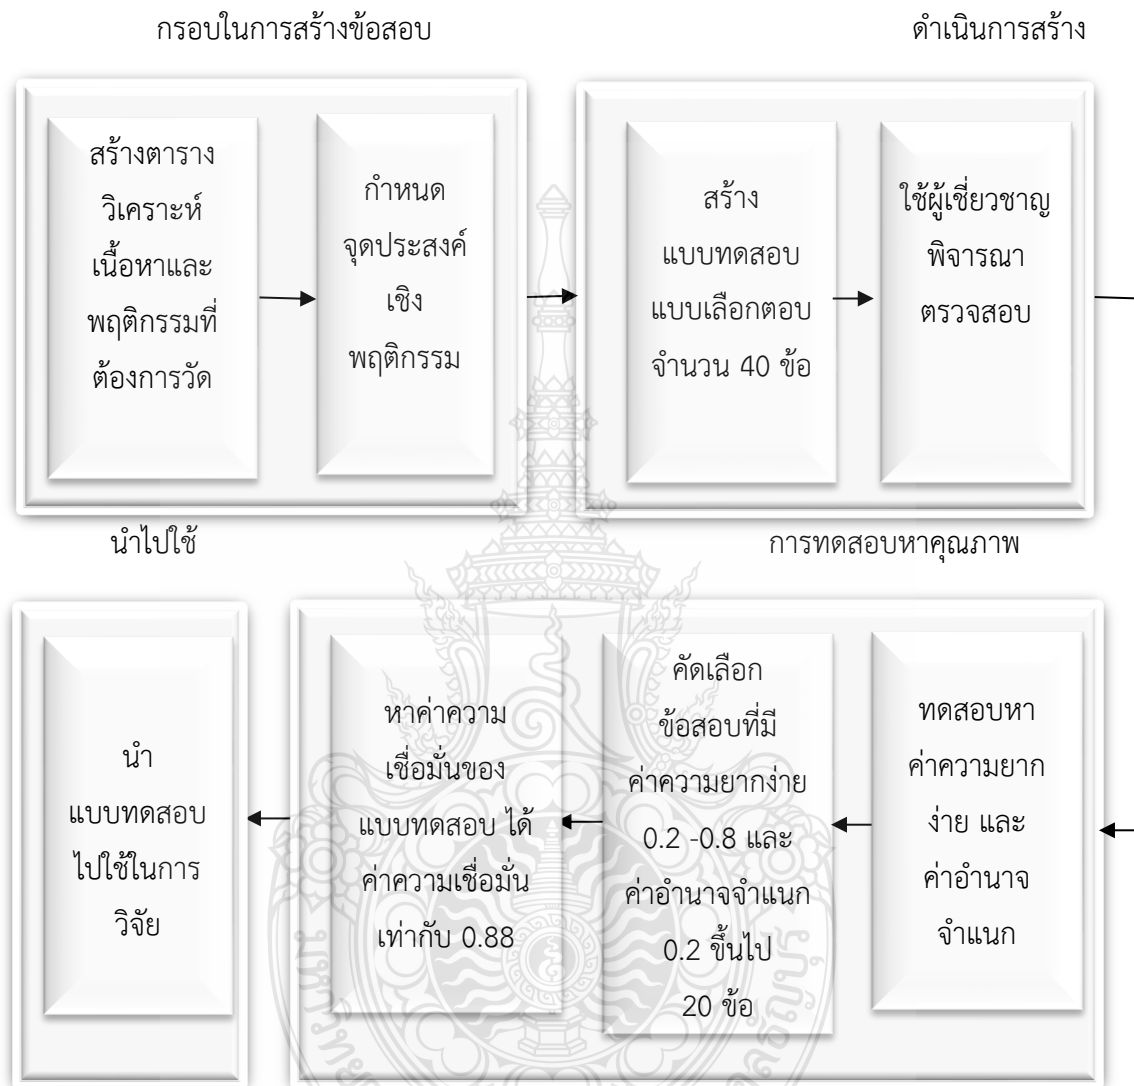 กรอบในการสร้างข้อสอบ
ดำเนินการสร้าง
สร้างตาราง
วิเคราะห์
เนื้อหาและ
พฤติกรรมที่
ต้องการวัด
กำหนด
จุดประสงค์
เชิง
พฤติกรรม
สร้าง
แบบทดสอบ
แบบเลือกตอบ
จำนวน 40 ข้อ
ใช้ผู้เชี่ยวชาญ
พิจารณา
ตรวจสอบ
นำไปใช้
การทดสอบหาคุณภาพ
ทดสอบหา
ค่าความยาก
ง่าย และ
ค่าอำนาจ
จำแนก
คัดเลือก
ข้อสอบที่มี
ค่าความยากง่าย
0.2 -0.8 และ
ค่าอำนาจจำแนก
0.2 ขึ้นไป
20 ข้อ
หาค่าความ
เชื่อมั่นของ
แบบทดสอบ ได้
ค่าความเชื่อมั่น
เท่ากับ 0.88
นำ
แบบทดสอบ
ไปใช้ในการ
วิจัย